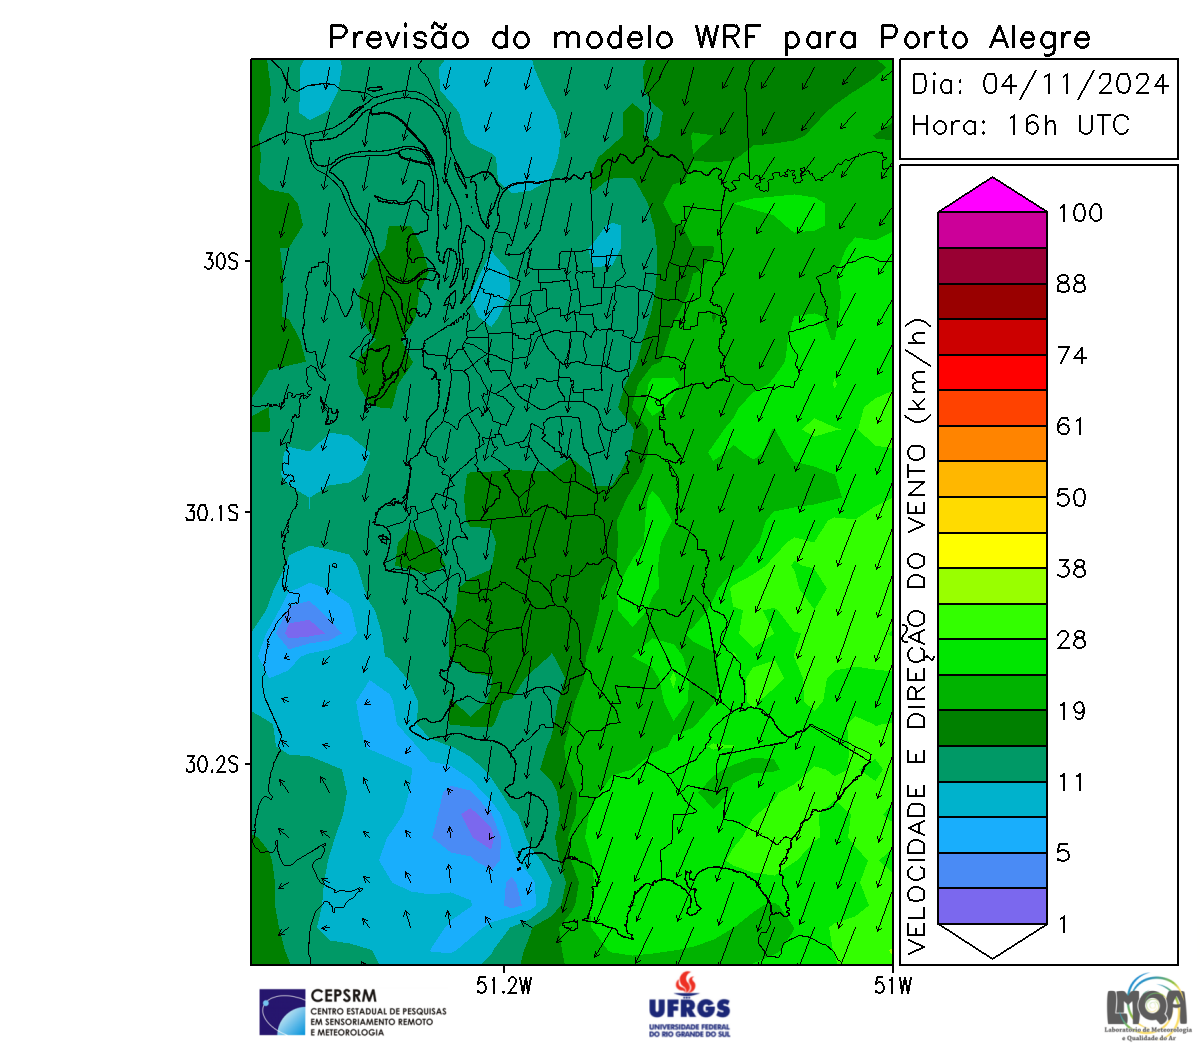 Previsão do modelo WRF para Porto Alegre
Dia: 04/11/2024
Hora: 16h UTC
VELOCIDADE E DIREÇÃO DO VENTO (km/h)
100
88
74
61
50
38
28
19
11
5
1
30S
30.1S
30.2S
51.2W
51W
CEPSRM
CENTRO ESTADUAL DE PESQUISAS
EM SENSORIAMENTO REMOTO
E METEOROLOGIA
UFRGS
UNIVERSIDADE FEDERAL
DO RIO GRANDE DO SUL
LMQA
Laboratório de Meteorologia
e Qualidade do Ar